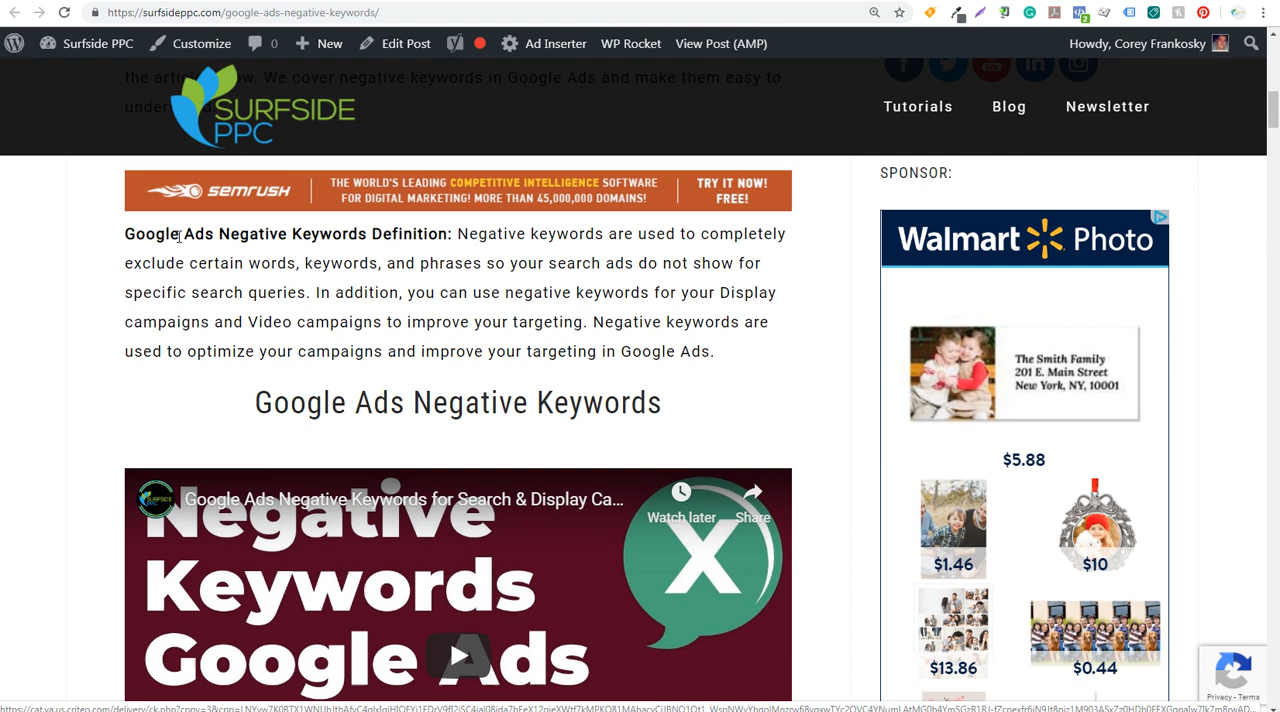 https://surfsideppc.com/google-ads-negative-keywords/
2
Surfside PPC
Customize
0
New
Edit Post
Ad Inserter
WP Rocket
View Post (AMP)
Howdy, Corey Frankosky
the article
ow. We cover negative keywords in Google Ads and make them easy to
under
SURFSIDE
PPC
Tutorials
Blog
Newsletter
SEMRUSH
THE WORLD'S LEADING COMPETITIVE INTELLIGENCE SOFTWARE
FOR DIGITAL MARKETING! MORE THAN 45,000,000 DOMAINS!
TRY IT NOW!
FREE!
Google Ads Negative Keywords Definition: Negative keywords are used to completely
exclude certain words, keywords, and phrases so your search ads do not show for
specific search queries. In addition, you can use negative keywords for your Display
campaigns and Video campaigns to improve your targeting. Negative keywords are
used to optimize your campaigns and improve your targeting in Google Ads.
Google Ads Negative Keywords
SURFSIDE
Google Ads Negative Keywords for Search & Display Ca...
Watch later
Share
Negative
Keywords
Google Ads
X
SPONSOR:
Walmart Photo
The Smith Family
201 E. Main Street
New York, NY, 10001
$5.88
$1.46
$10
$13.86
$0.44
Privacy - Terms